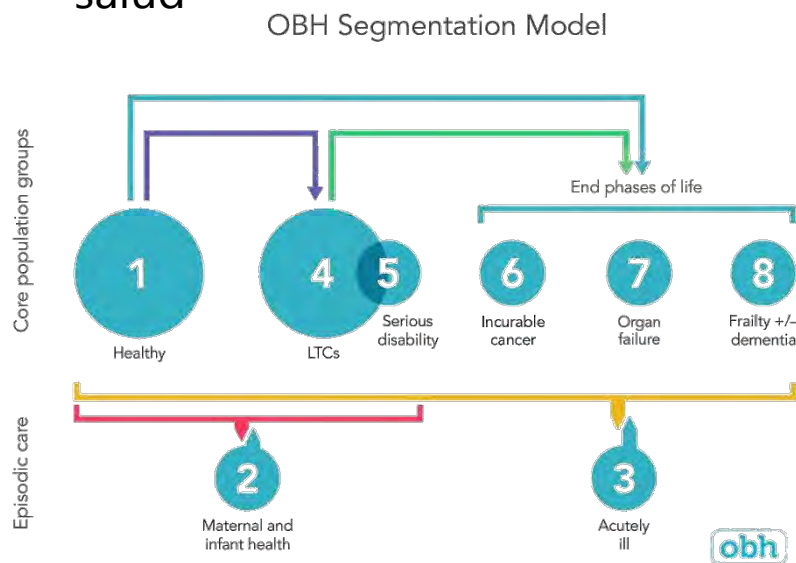 salud
OBH Segmentation Model
Core population groups
End phases of life
1
4
5
6
7
8
Healthy
LTCs
Serious
disability
Incurable
cancer
Organ
failure
Frailty +/–
dementia
Episodic care
2
3
Maternal and
infant health
Acutely
ill
obh